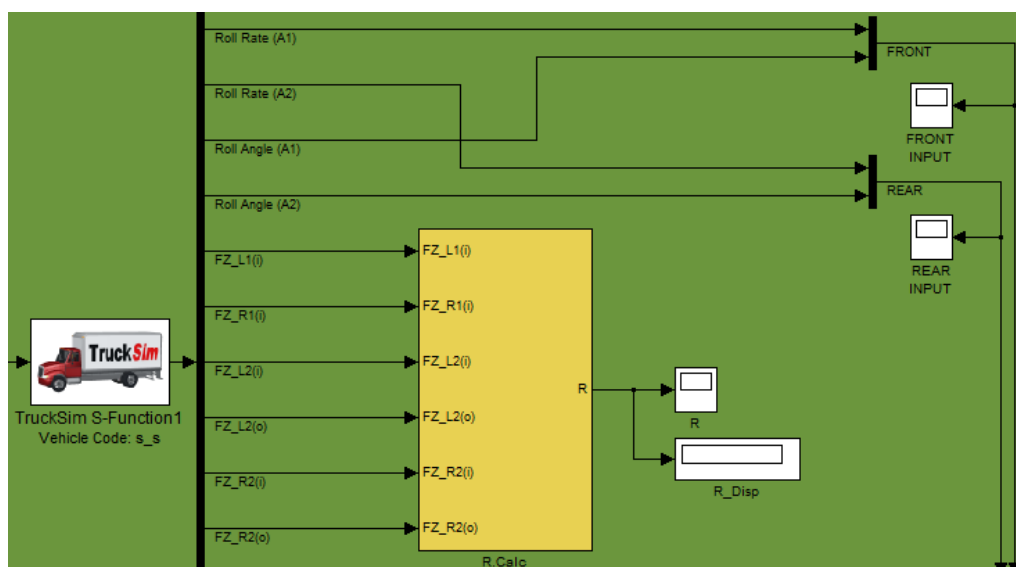 Roll Rate (A1)
FRONT
Roll Rate (A2)
FRONT
INPUT
Roll Angle (A1)
REAR
Roll Angle (A2)
FZ_L1(i)
FZ_L1(i)
REAR
INPUT
FZ_R1(i)
FZ_R1(i)
TruckSim
FZ_L2(i)
FZ_L2(i)
R
TruckSim S-Function1
Vehicle Code: s_s
FZ_L2(o)
FZ_L2(o)
R
FZ_R2(i)
FZ_R2(i)
R_Disp
FZ_R2(o)
FZ_R2(o)
R.Calc